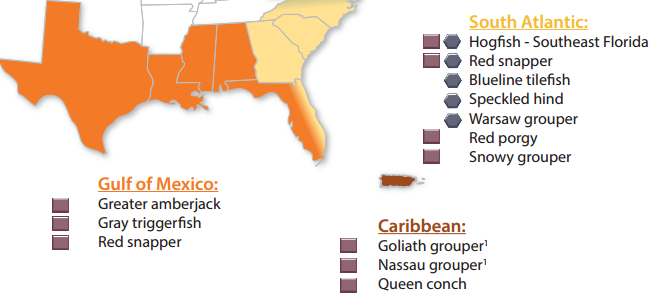 South Atlantic:
Hogfish - Southeast Florida
Red snapper
Blueline tilefish
Speckled hind
Warsaw grouper
Red porgy
Snowy grouper
Gulf of Mexico:
Greater amberjack
Gray triggerfish
Red snapper
Caribbean:
Goliath grouper¹
Nassau grouper¹
Queen conch